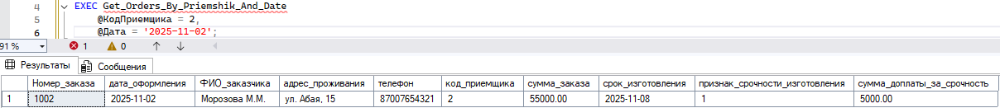 4 EXEC Get_Orders_By_Priemshik_And_Date
5 @КодПриемщика = 2,
6 @Дата = '2025-11-02';
91 % 1 0
Результаты Сообщения
Номер_заказа дата_оформления ФИО_заказчика адрес_проживания телефон код_приемщика сумма_заказа срок_изготовления признак_срочности_изготовления сумма_доплаты_за_срочность
1 1002 2025-11-02 Морозова М.М. ул. Абая, 15 87007654321 2 55000.00 2025-11-08 1 5000.00